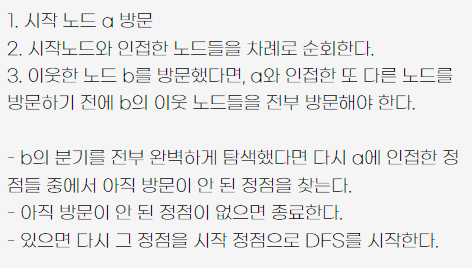 1. 시작 노드 a 방문
2. 시작노드와 인접한 노드들을 차례로 순회한다.
3. 이웃한 노드 b를 방문했다면, a와 인접한 또 다른 노드를
방문하기 전에 b의 이웃 노드들을 전부 방문해야 한다.
- b의 분기를 전부 완벽하게 탐색했다면 다시 a에 인접한 정
점들 중에서 아직 방문이 안 된 정점을 찾는다.
- 아직 방문이 안 된 정점이 없으면 종료한다.
- 있으면 다시 그 정점을 시작 정점으로 DFS를 시작한다.